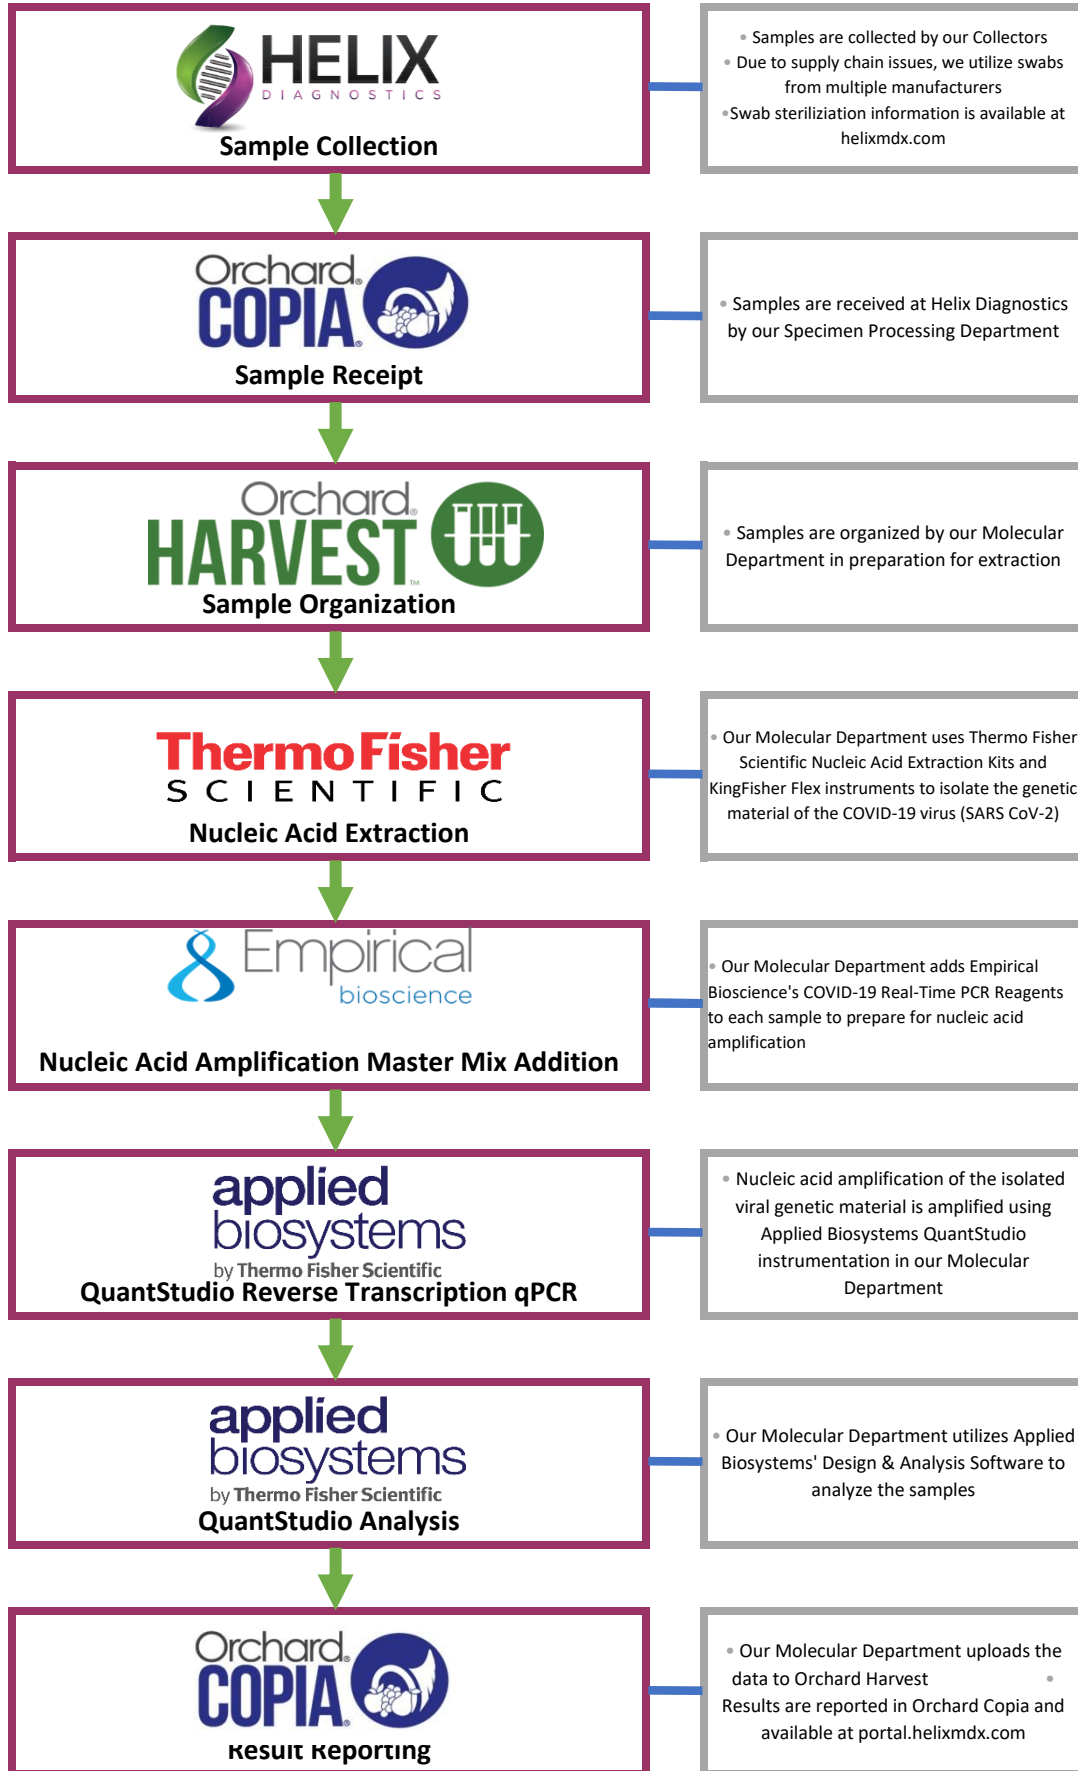 HELIX
DIAGNOSTICS
Sample Collection
• Samples are collected by our Collectors
• Due to supply chain issues, we utilize swabs
from multiple manufacturers
•Swab steriliziation information is available at
helixmdx.com
Orchard®
COPIA®
Sample Receipt
• Samples are received at Helix Diagnostics
by our Specimen Processing Department
Orchard®
HARVEST™
Sample Organization
• Samples are organized by our Molecular
Department in preparation for extraction
ThermoFisher
SCIENTIFIC
Nucleic Acid Extraction
• Our Molecular Department uses Thermo Fisher
Scientific Nucleic Acid Extraction Kits and
KingFisher Flex instruments to isolate the genetic
material of the COVID-19 virus (SARS CoV-2)
Empirical
bioscience
Nucleic Acid Amplification Master Mix Addition
• Our Molecular Department adds Empirical
Bioscience's COVID-19 Real-Time PCR Reagents
to each sample to prepare for nucleic acid
amplification
applied
biosystems
by Thermo Fisher Scientific
QuantStudio Reverse Transcription qPCR
• Nucleic acid amplification of the isolated
viral genetic material is amplified using
Applied Biosystems QuantStudio
instrumentation in our Molecular
Department
applied
biosystems
by Thermo Fisher Scientific
QuantStudio Analysis
• Our Molecular Department utilizes Applied
Biosystems' Design & Analysis Software to
analyze the samples
Orchard®
COPIA®
Result Reporting
• Our Molecular Department uploads the
data to Orchard Harvest •
Results are reported in Orchard Copia and
available at portal.helixmdx.com